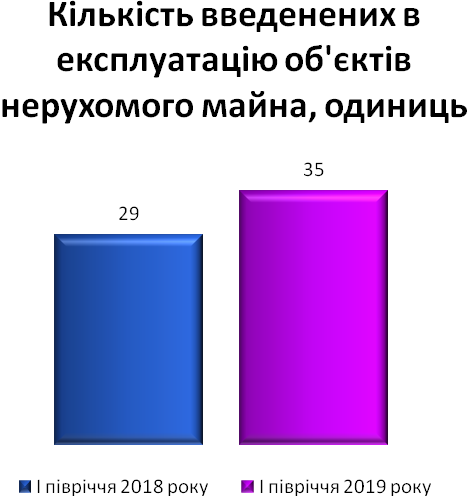 Кількість введенених в
експлуатацію об'єктів
нерухомого майна, одиниць
35
29
І півріччя 2018 року
І півріччя 2019 року